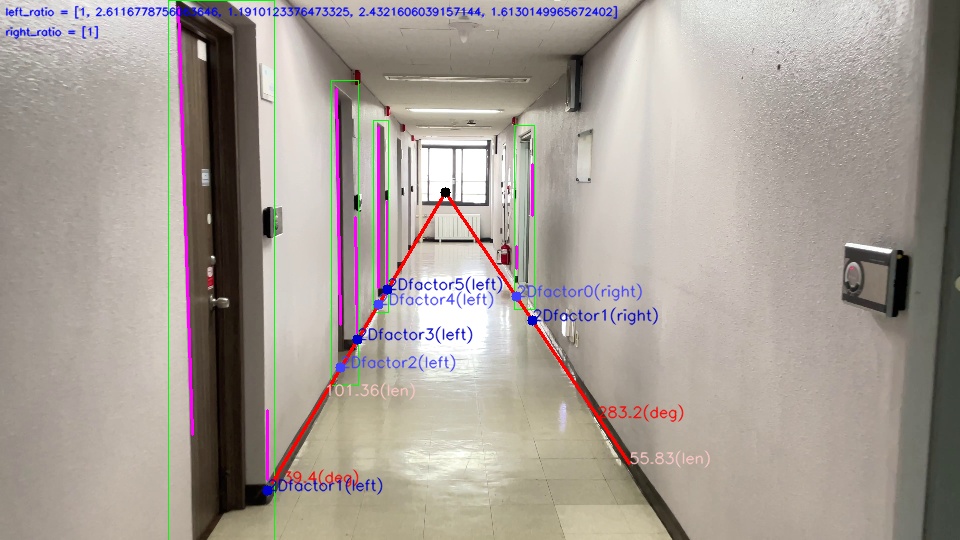 left_ratio = [1, 2.6116778756083646, 1.1910123376473325, 2.4321606039157144, 1.6130149965672402]
right_ratio = [1]
2Dfactor5(left)
2Dfactor4(left)
2Dfactor0(right)
2Dfactor1(right)
2Dfactor3(left)
2Dfactor2(left)
101.36(len)
283.2(deg)
55.83(len)
39.4(deg)
2Dfactor1(left)